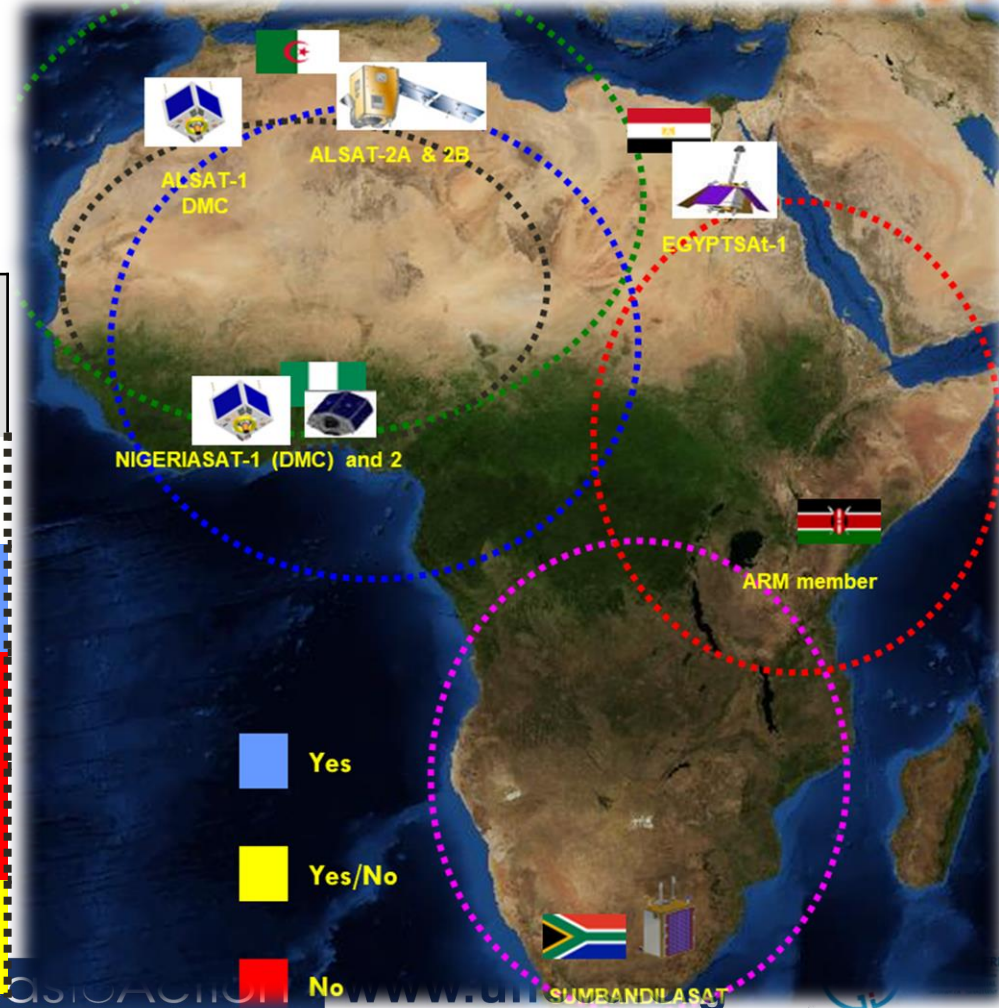 ALSAT-2A & 2B
ALSAT-1
DMC
EGYPTSAt-1
NIGERIASAT-1 (DMC) and 2
ARM member
Yes
Yes/No
No
SUMBANDILASAT